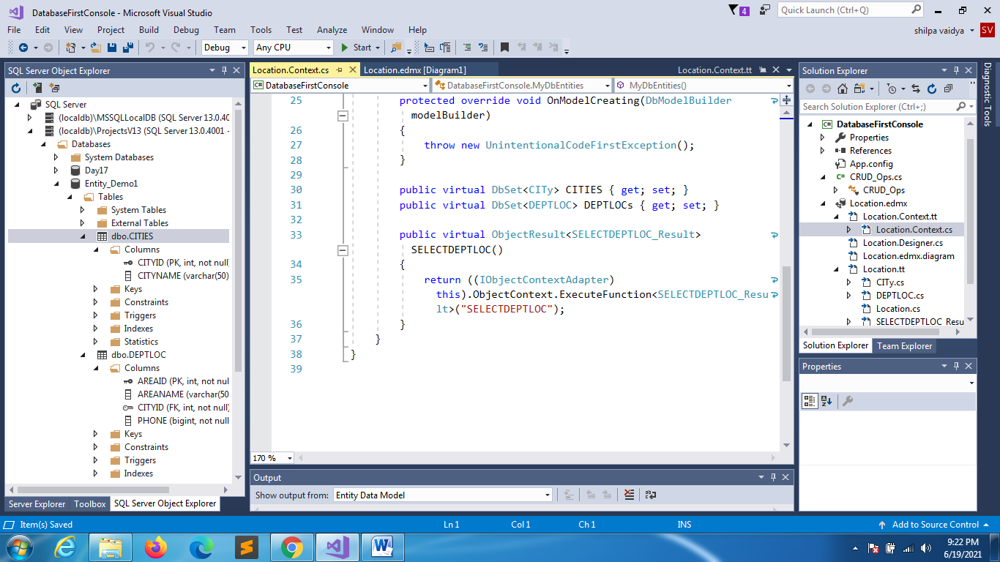 DatabaseFirstConsole - Microsoft Visual Studio
4
Quick Launch (Ctrl+Q)
File Edit View Project Build Debug Team Tools Test Analyze Window Help
shilpa vaidya
SV
Debug
Any CPU
Start
SQL Server Object Explorer
SQL Server
(localdb)\MSSQLLocalDB (SQL Server 13.0.40
(localdb)\ProjectsV13 (SQL Server 13.0.4001 -
Databases
System Databases
Day17
Entity_Demo1
Tables
System Tables
External Tables
dbo.CITIES
Columns
CITYID (PK, int, not null
CITYNAME (varchar(50)
Keys
Constraints
Triggers
Indexes
Statistics
dbo.DEPTLOC
Columns
AREAID (PK, int, not nul
AREANAME (varchar(50
CITYID (FK, int, not null)
PHONE (bigint, not null
Keys
Constraints
Triggers
Indexes
Server Explorer Toolbox SQL Server Object Explorer
Location.Context.cs Location.edmx [Diagram1] Location.Context.tt
DatabaseFirstConsole DatabaseFirstConsole.MyDbEntities MyDbEntities()
25 protected override void OnModelCreating(DbModelBuilder
modelBuilder)
26 {
27 throw new UnintentionalCodeFirstException();
28 }
29
30 public virtual DbSet<CITy> CITIES { get; set; }
31 public virtual DbSet<DEPTLOC> DEPTLOCs { get; set; }
32
33 public virtual ObjectResult<SELECTDEPTLOC_Result>
SELECTDEPTLOC()
34 {
35 return ((IObjectContextAdapter)
this).ObjectContext.ExecuteFunction<SELECTDEPTLOC_Resu
lt>("SELECTDEPTLOC");
36 }
37 }
38 }
39
170 %
Output
Show output from: Entity Data Model
Solution Explorer
Search Solution Explorer (Ctrl+;)
DatabaseFirstConsole
Properties
References
App.config
CRUD_Ops.cs
CRUD_Ops
Location.edmx
Location.Context.tt
Location.Context.cs
Location.Designer.cs
Location.edmx.diagram
Location.tt
CITy.cs
DEPTLOC.cs
Location.cs
SELECTDEPTLOC_Resu
Solution Explorer Team Explorer
Properties
Diagnostic Tools
Item(s) Saved Ln 1 Col 1 Ch 1 INS Add to Source Control
9:22 PM
6/19/2021